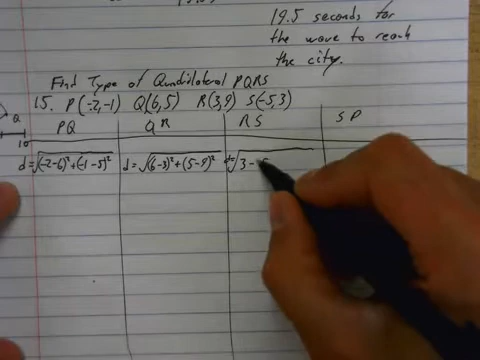 19.5 seconds for
the wave to reach
the city.
Find Type of Quadilateral PQRS
15. P(-2,-1) Q(6,5) R(3,9) S(-5,3)
PQ QR RS SP
Q
10
d=√(-2-6)²+(-1-5)² d=√(6-3)²+(5-9)² d=√3-